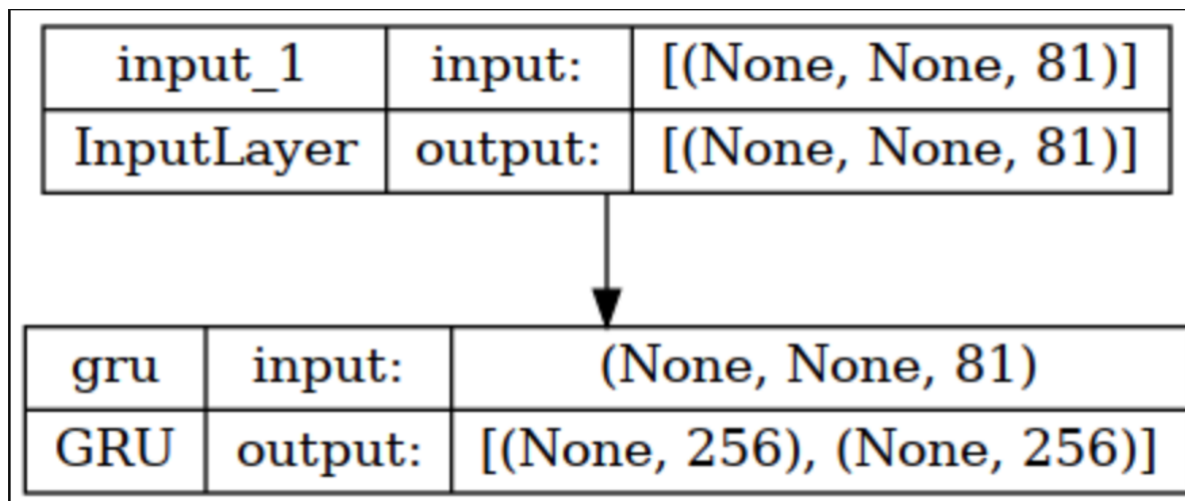 input_1 input: [(None, None, 81)]
InputLayer output: [(None, None, 81)]
gru input: (None, None, 81)
GRU output: [(None, 256), (None, 256)]